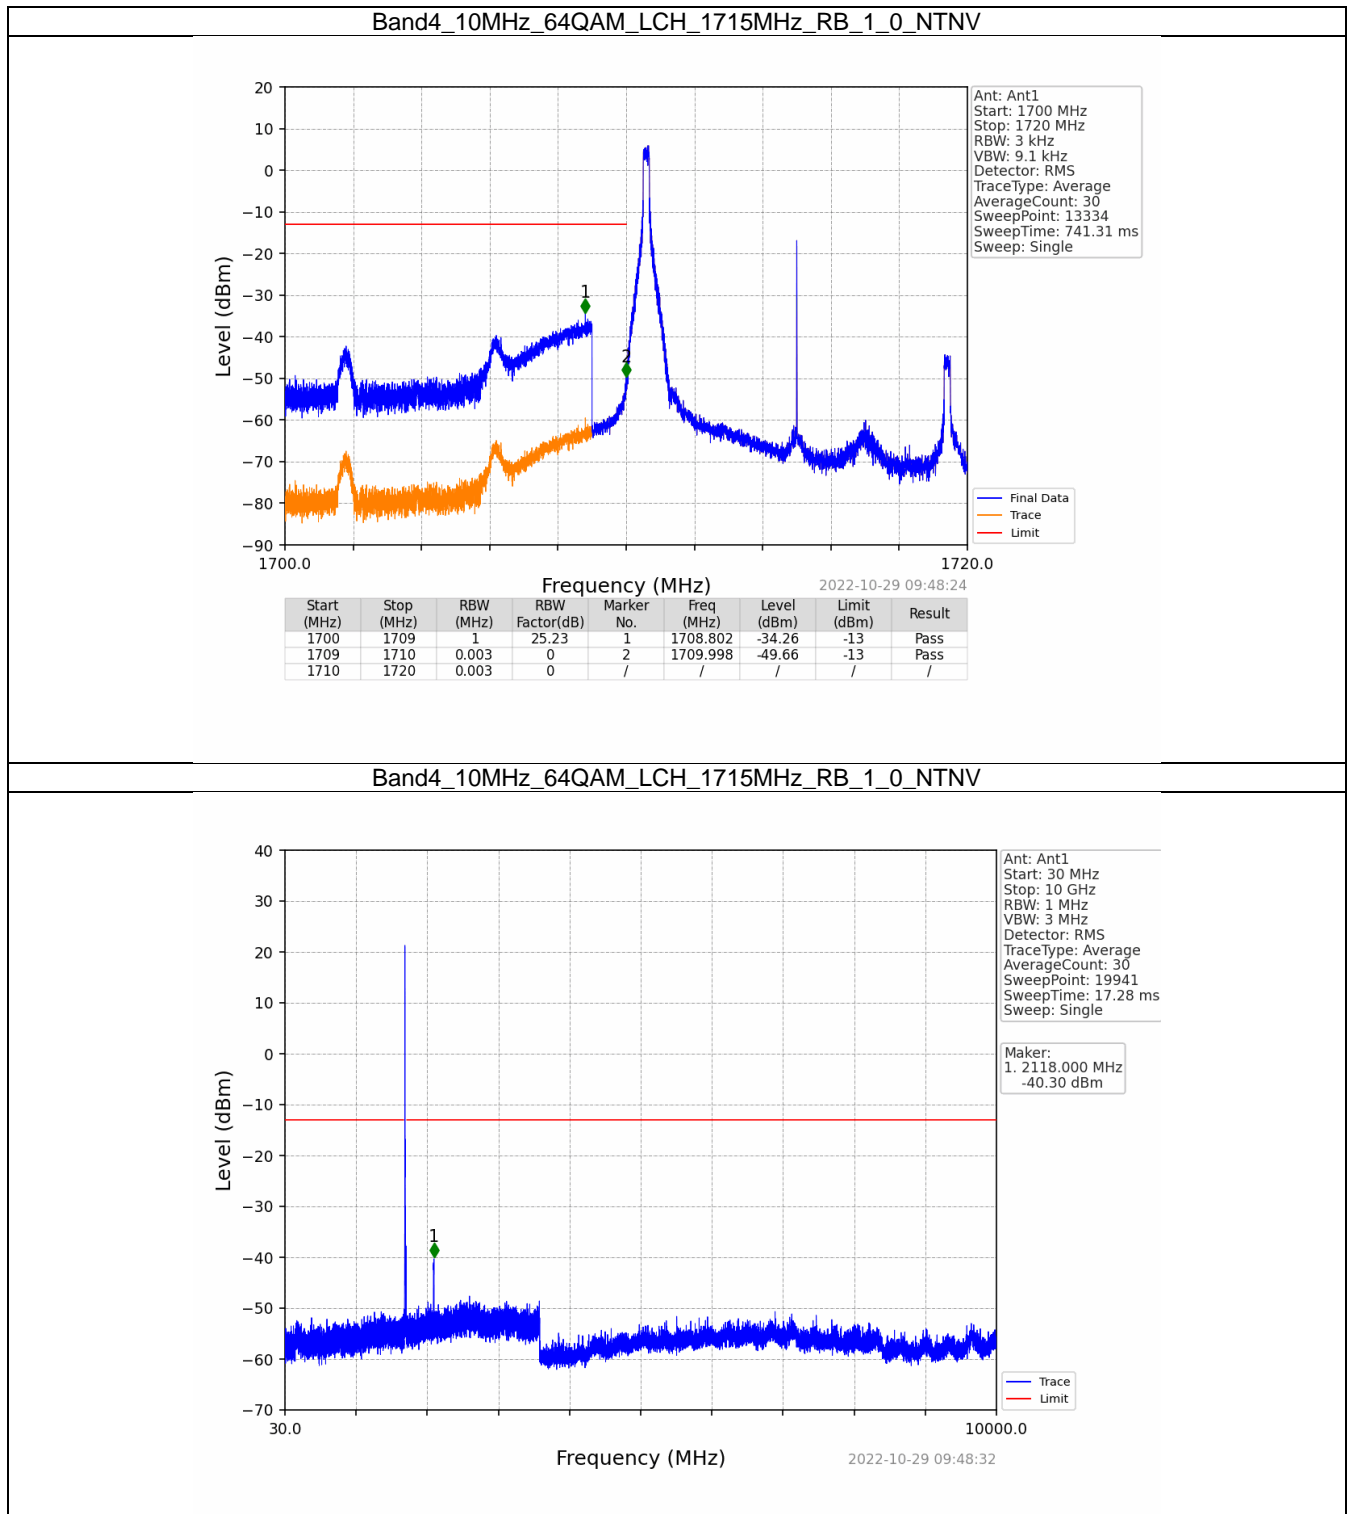 Band4_10MHz_64QAM_LCH_1715MHz_RB_1_0_NTNV
20
10
0
−10
−20
−30
−40
−50
−60
−70
−80
−90
Level (dBm)
1
2
1700.0
1720.0
Frequency (MHz)
2022-10-29 09:48:24
Ant: Ant1
Start: 1700 MHz
Stop: 1720 MHz
RBW: 3 kHz
VBW: 9.1 kHz
Detector: RMS
TraceType: Average
AverageCount: 30
SweepPoint: 13334
SweepTime: 741.31 ms
Sweep: Single
Final Data
Trace
Limit
Start (MHz) Stop (MHz) RBW (MHz) RBW Factor(dB) Marker No. Freq (MHz) Level (dBm) Limit (dBm) Result
1700 1709 1 25.23 1 1708.802 -34.26 -13 Pass
1709 1710 0.003 0 2 1709.998 -49.66 -13 Pass
1710 1720 0.003 0 / / / / /
Band4_10MHz_64QAM_LCH_1715MHz_RB_1_0_NTNV
40
30
20
10
0
−10
−20
−30
−40
−50
−60
−70
Level (dBm)
1
30.0
10000.0
Frequency (MHz)
2022-10-29 09:48:32
Ant: Ant1
Start: 30 MHz
Stop: 10 GHz
RBW: 1 MHz
VBW: 3 MHz
Detector: RMS
TraceType: Average
AverageCount: 30
SweepPoint: 19941
SweepTime: 17.28 ms
Sweep: Single
Maker:
1. 2118.000 MHz
-40.30 dBm
Trace
Limit